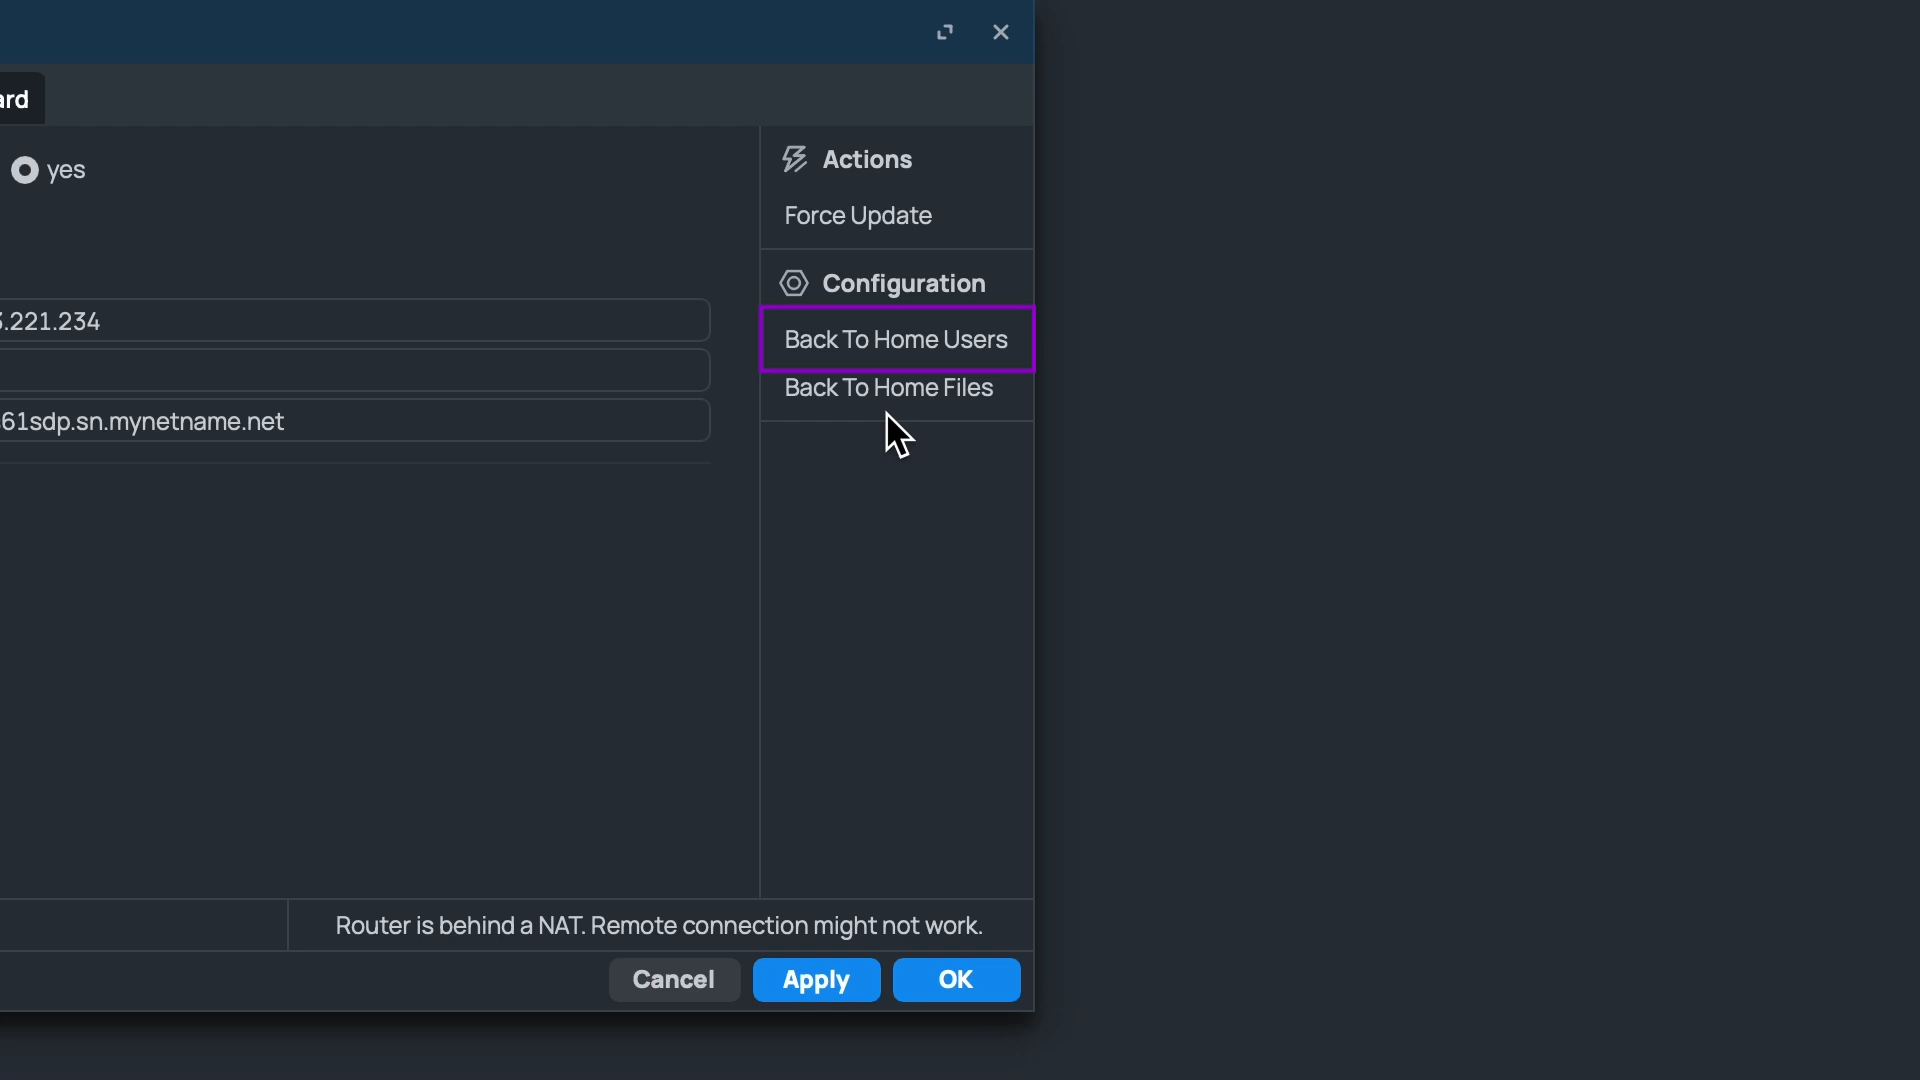 yes
Actions
Force Update
Configuration
.221.234
Back To Home Users
Back To Home Files
61sdp.sn.mynetname.net
Router is behind a NAT. Remote connection might not work.
Cancel Apply OK